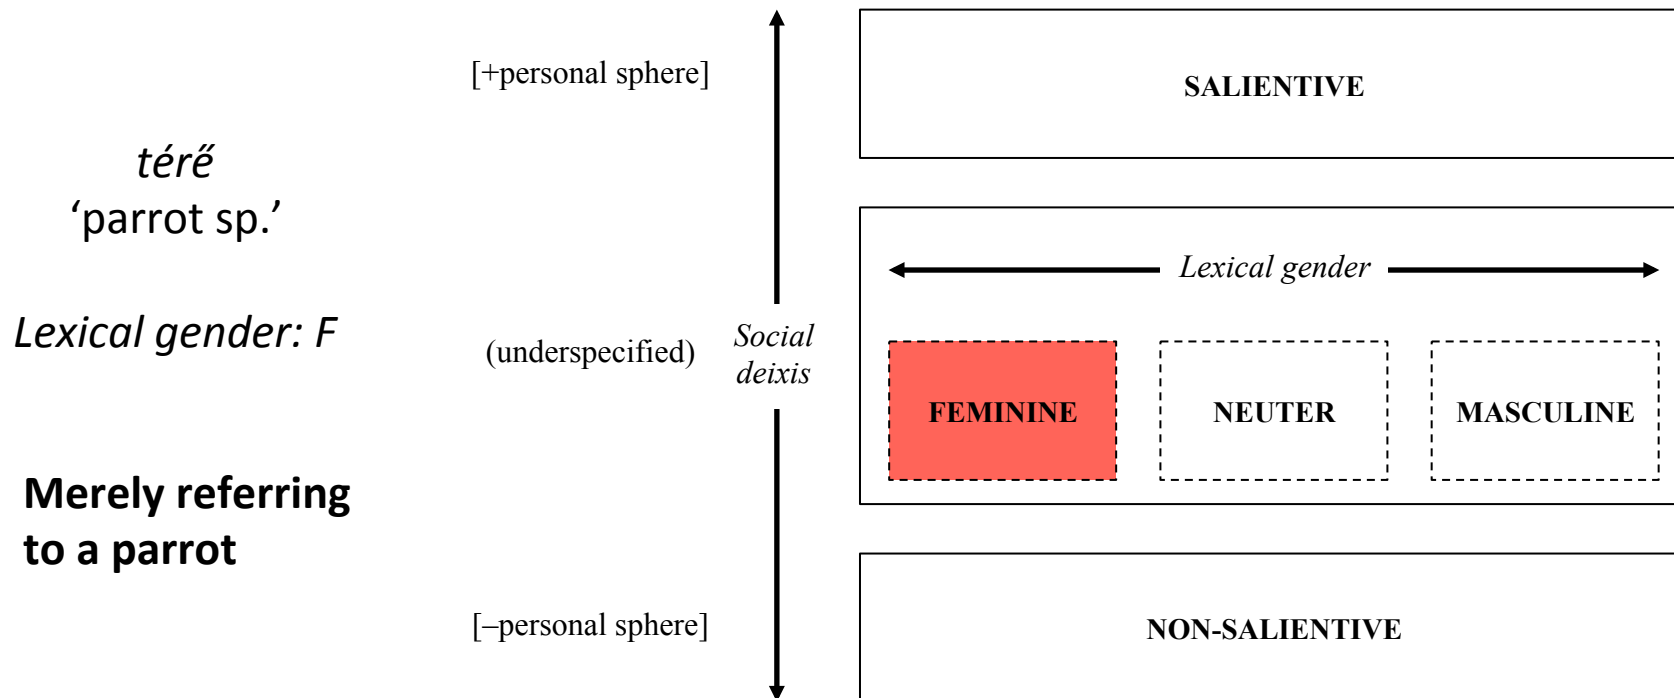 térẽ́
‘parrot sp.’
Lexical gender: F
Merely referring
to a parrot
[+personal sphere]
(underspecified)
[–personal sphere]
Social
deixis
SALIENTIVE
Lexical gender
FEMININE
NEUTER
MASCULINE
NON-SALIENTIVE